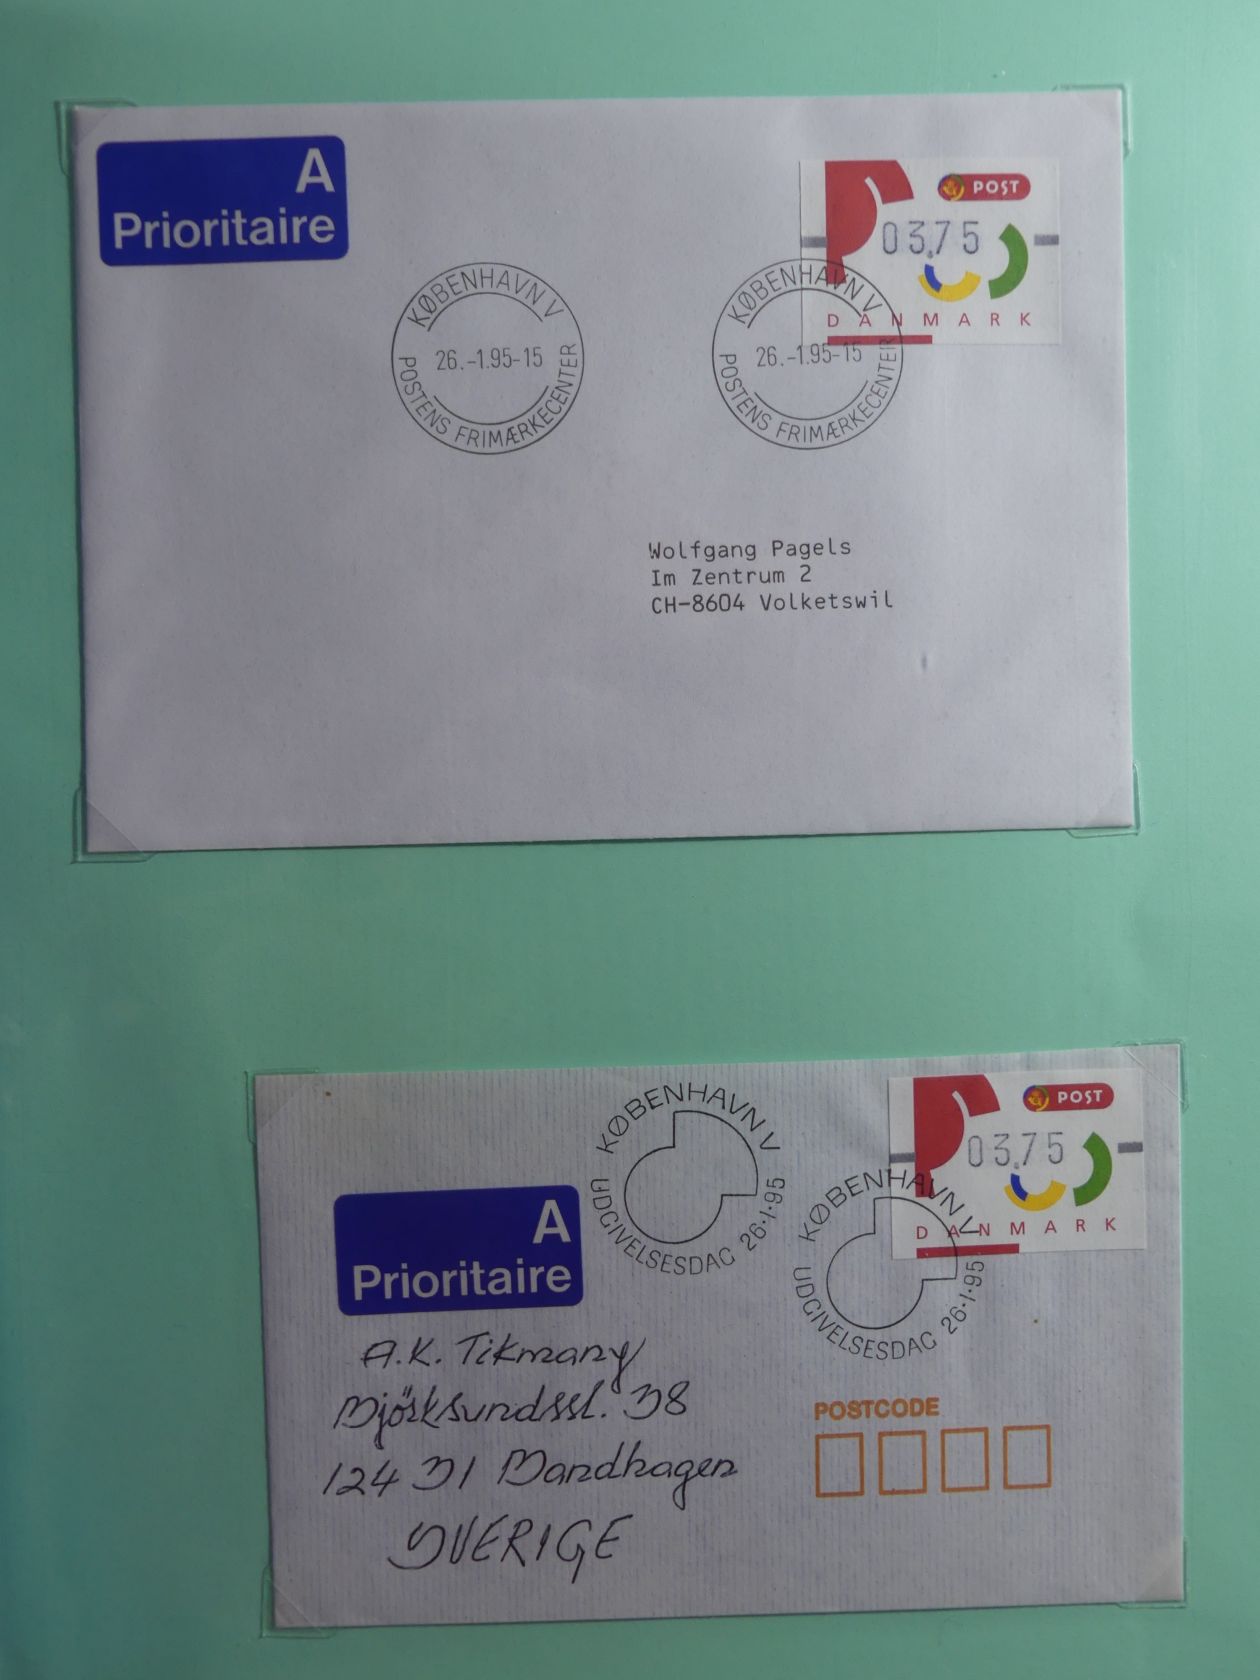 A
Prioritaire
POST
03,75
DANMARK
KØBENHAVN V
26.-1.95-15
POSTENS FRIMÆRKECENTER
KØBENHAVN V
26.-1.95-15
POSTENS FRIMÆRKECENTER
Wolfgang Pagels
Im Zentrum 2
CH-8604 Volketswil
POST
03,75
DANMARK
KØBENHAVN V
UDGIVELSESDAG 26.1.95
KØBENHAVN V
UDGIVELSESDAG 26.1.95
A
Prioritaire
A.K. Tikmany
38
POSTCODE
124 31 Bandhagen
SVERIGE